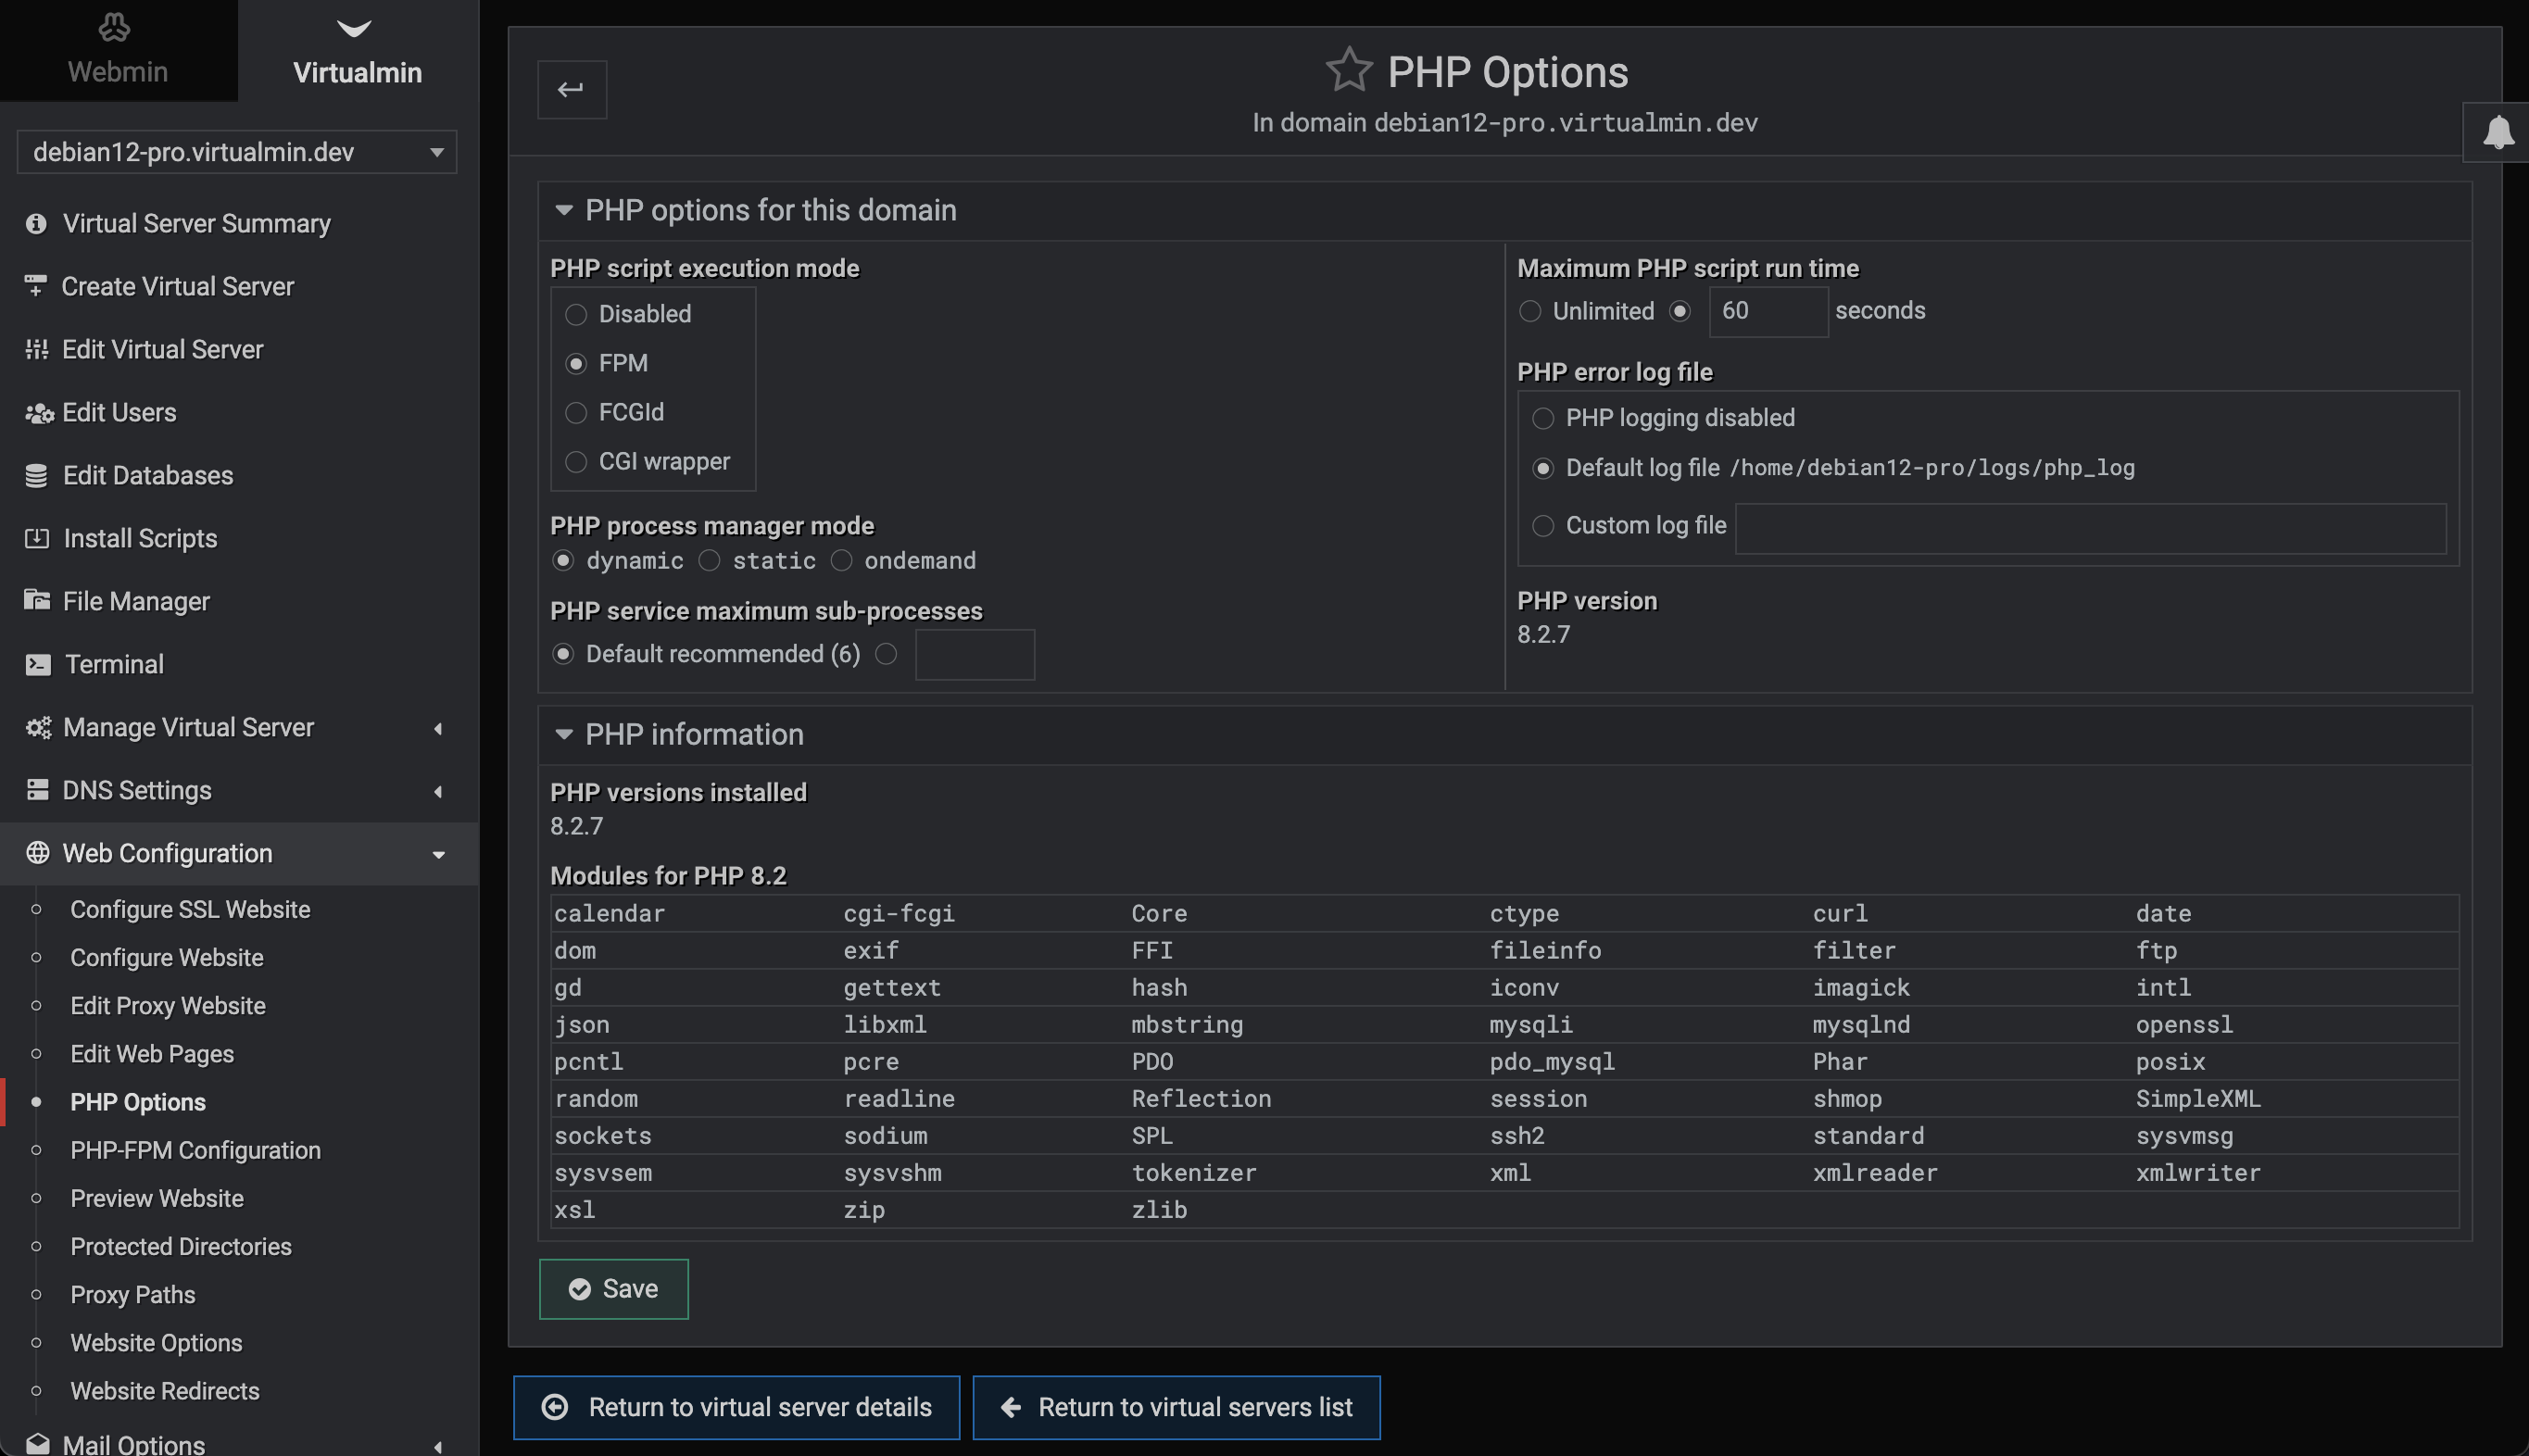 Webmin
Virtualmin
debian12-pro.virtualmin.dev
Virtual Server Summary
Create Virtual Server
Edit Virtual Server
Edit Users
Edit Databases
Install Scripts
File Manager
Terminal
Manage Virtual Server
DNS Settings
Web Configuration
Configure SSL Website
Configure Website
Edit Proxy Website
Edit Web Pages
PHP Options
PHP-FPM Configuration
Preview Website
Protected Directories
Proxy Paths
Website Options
Website Redirects
Mail Options
PHP Options
In domain debian12-pro.virtualmin.dev
PHP options for this domain
PHP script execution mode
Disabled
FPM
FCGId
CGI wrapper
PHP process manager mode
dynamic static ondemand
PHP service maximum sub-processes
Default recommended (6)
Maximum PHP script run time
Unlimited 60 seconds
PHP error log file
PHP logging disabled
Default log file /home/debian12-pro/logs/php_log
Custom log file
PHP version
8.2.7
PHP information
PHP versions installed
8.2.7
Modules for PHP 8.2
calendar cgi-fcgi Core ctype curl date
dom exif FFI fileinfo filter ftp
gd gettext hash iconv imagick intl
json libxml mbstring mysqli mysqlnd openssl
pcntl pcre PDO pdo_mysql Phar posix
random readline Reflection session shmop SimpleXML
sockets sodium SPL ssh2 standard sysvmsg
sysvsem sysvshm tokenizer xml xmlreader xmlwriter
xsl zip zlib
Save
Return to virtual server details
Return to virtual servers list